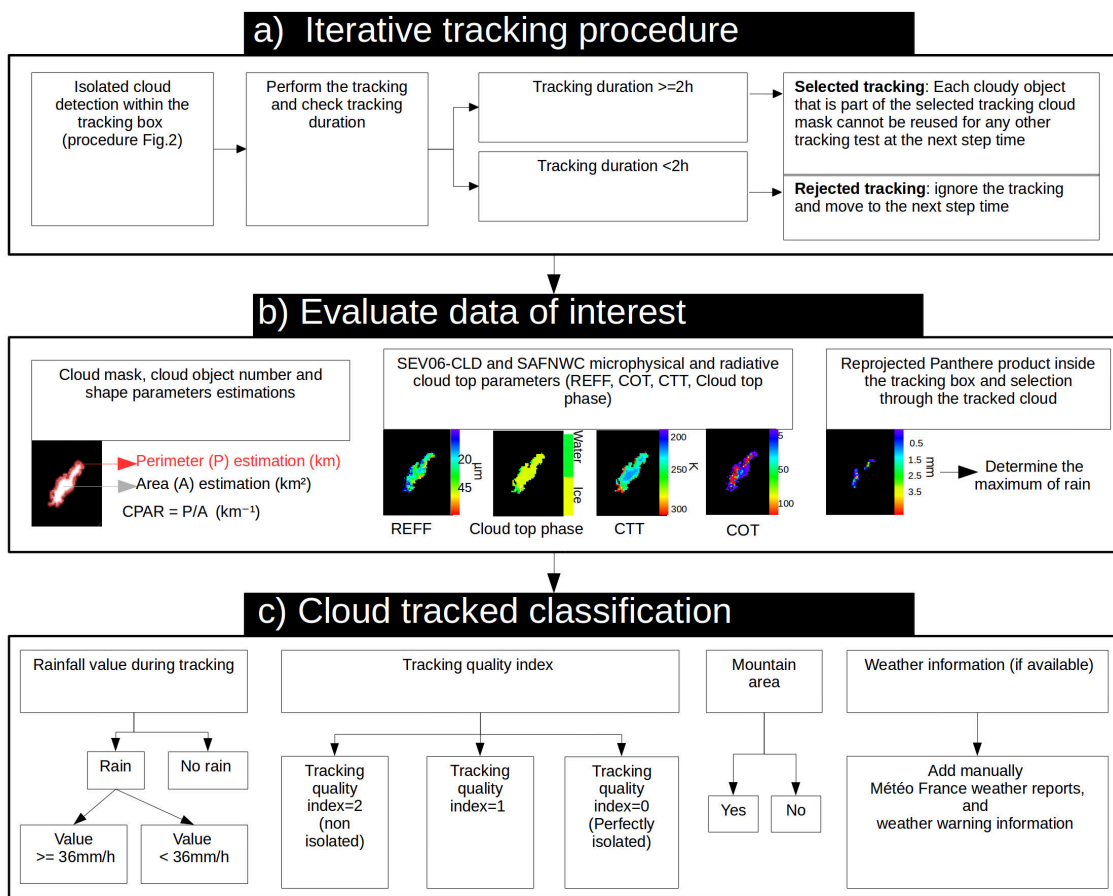 a) Iterative tracking procedure
Isolated cloud
detection within the
tracking box
(procedure Fig.2)
Perform the tracking
and check tracking
duration
Tracking duration >=2h
Tracking duration <2h
Selected tracking: Each cloudy object
that is part of the selected tracking cloud
mask cannot be reused for any other
tracking test at the next step time
Rejected tracking: ignore the tracking
and move to the next step time
b) Evaluate data of interest
Cloud mask, cloud object number and
shape parameters estimations
Perimeter (P) estimation (km)
Area (A) estimation (km²)
CPAR = P/A (km⁻¹)
SEV06-CLD and SAFNWC microphysical and radiative
cloud top parameters (REFF, COT, CTT, Cloud top
phase)
20
45
µm
REFF
Water
Ice
Cloud top phase
200
250
300
K
CTT
5
50
100
COT
Reprojected Panthere product inside
the tracking box and selection
through the tracked cloud
0.5
1.5
2.5
3.5
mm
Determine the
maximum of rain
c) Cloud tracked classification
Rainfall value during tracking
Rain
No rain
Value
>= 36mm/h
Value
< 36mm/h
Tracking quality index
Tracking
quality
index=2
(non
isolated)
Tracking
quality
index=1
Tracking
quality
index=0
(Perfectly
isolated)
Mountain
area
Yes
No
Weather information (if available)
Add manually
Météo France weather reports,
and
weather warning information